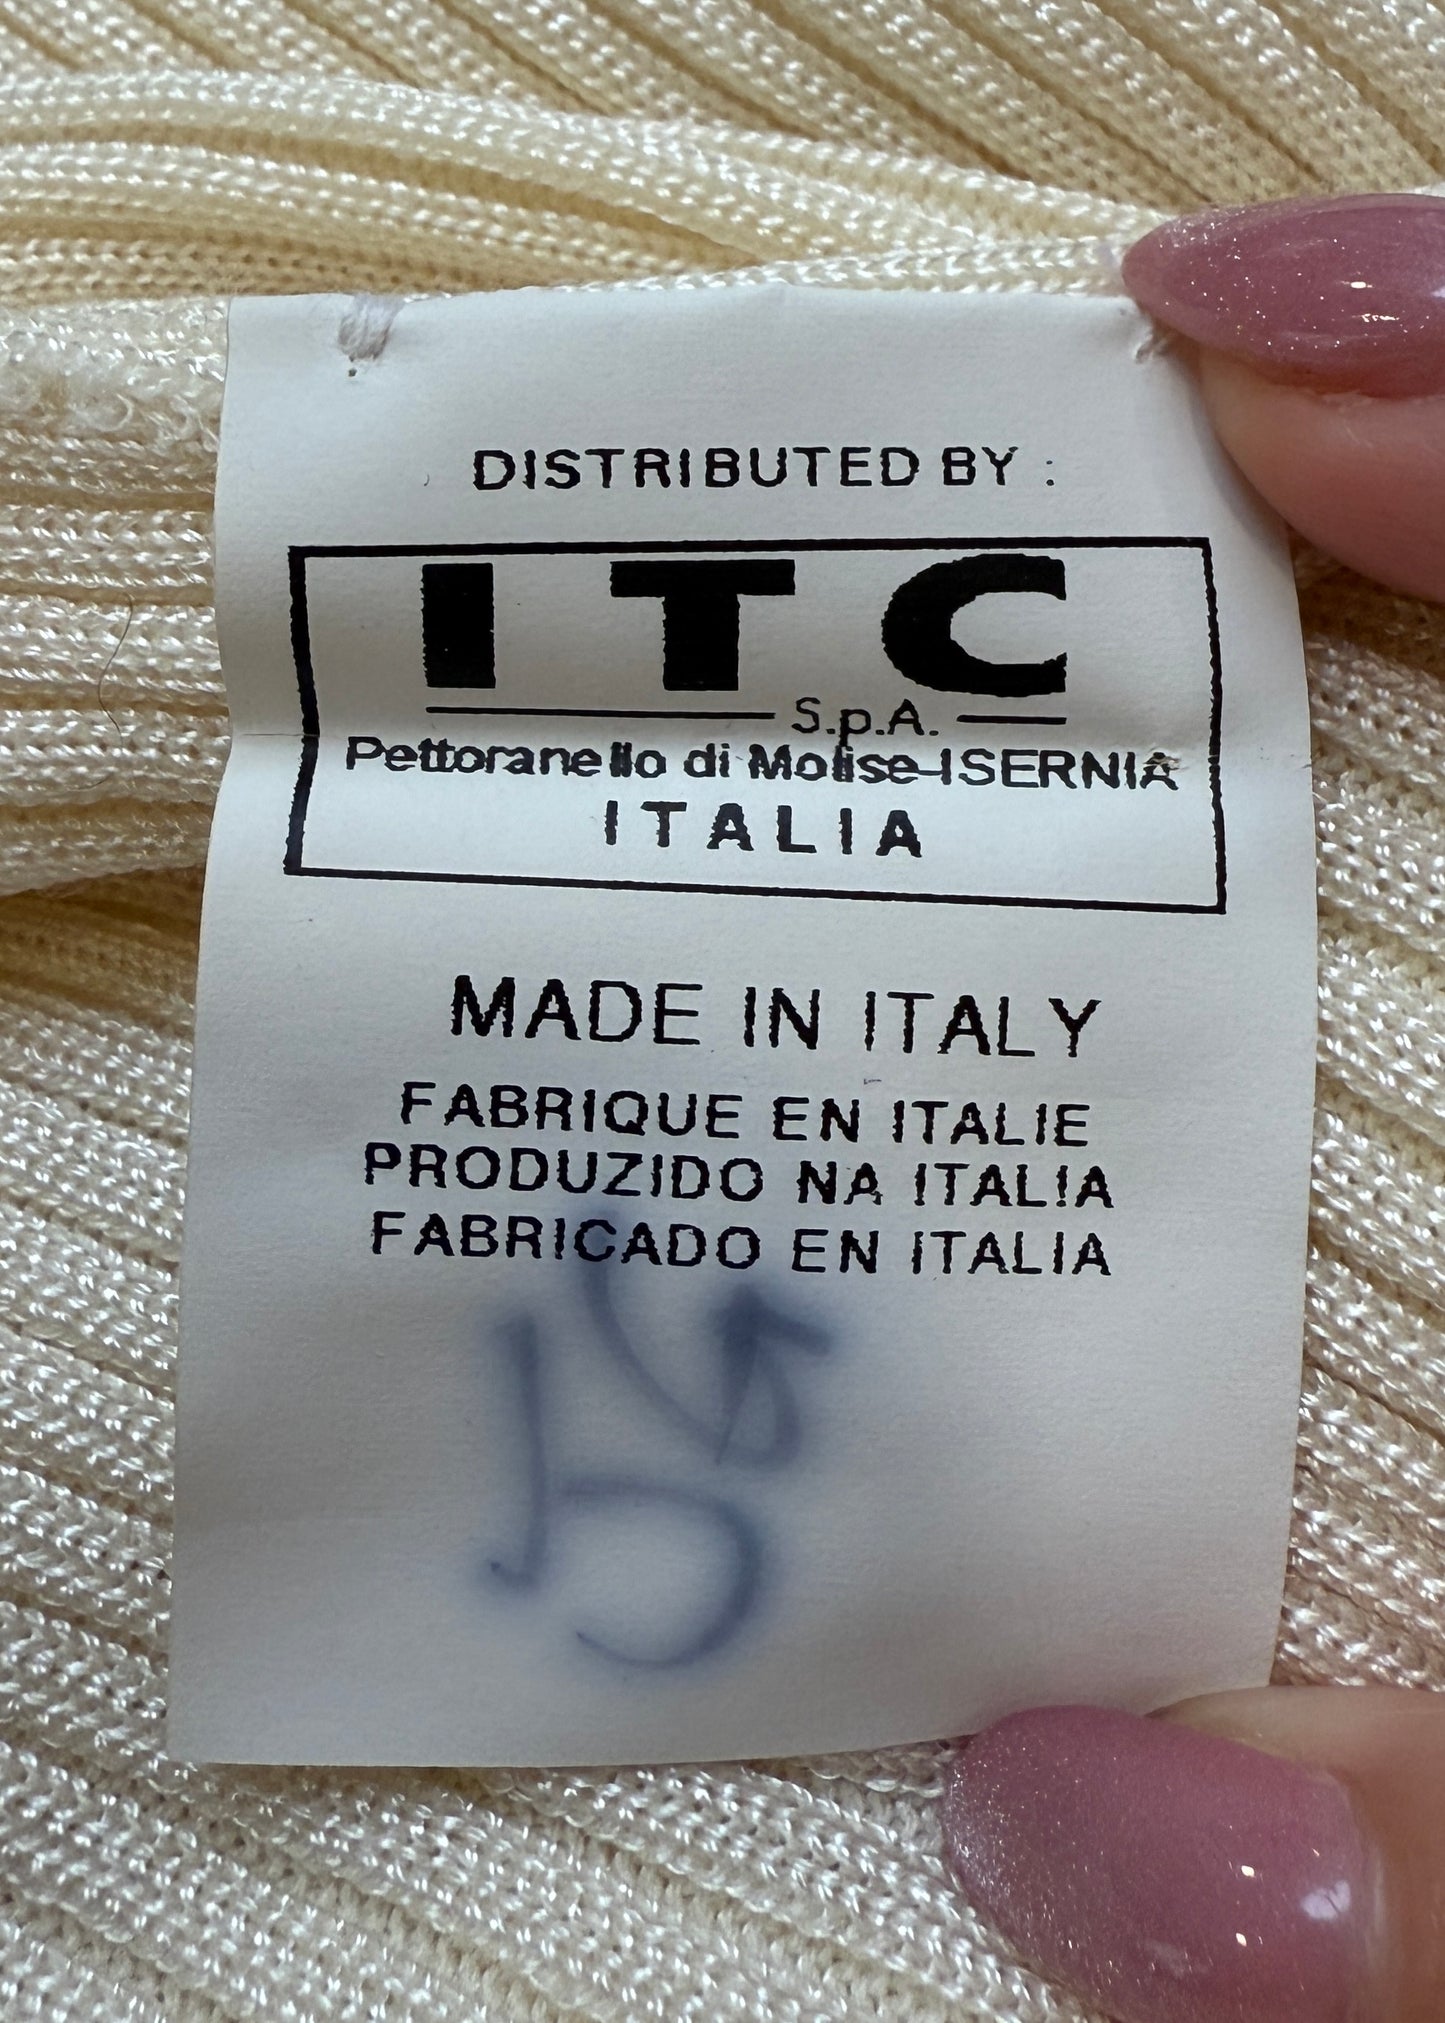 DISTRIBUTED BY :
ITC
S.p.A.
Pettoranello di Molise-ISERNIA
ITALIA
MADE IN ITALY
FABRIQUE EN ITALIE
PRODUZIDO NA ITALIA
FABRICADO EN ITALIA